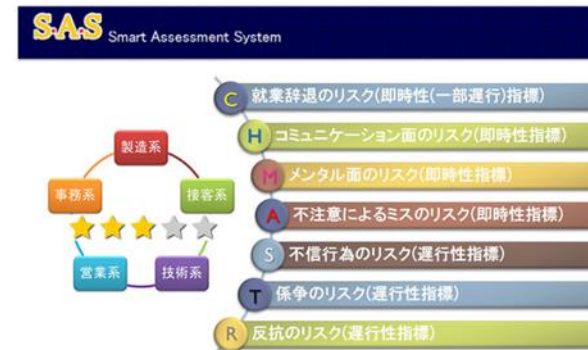 S.A.S Smart Assessment System
C 就業辞退のリスク(即時性(一部遅行)指標)
H コミュニケーション面のリスク(即時性指標)
M メンタル面のリスク(即時性指標)
A 不注意によるミスのリスク(即時性指標)
S 不信行為のリスク(遅行性指標)
T 係争のリスク(遅行性指標)
R 反抗のリスク(遅行性指標)
製造系
事務系
接客系
営業系
技術系